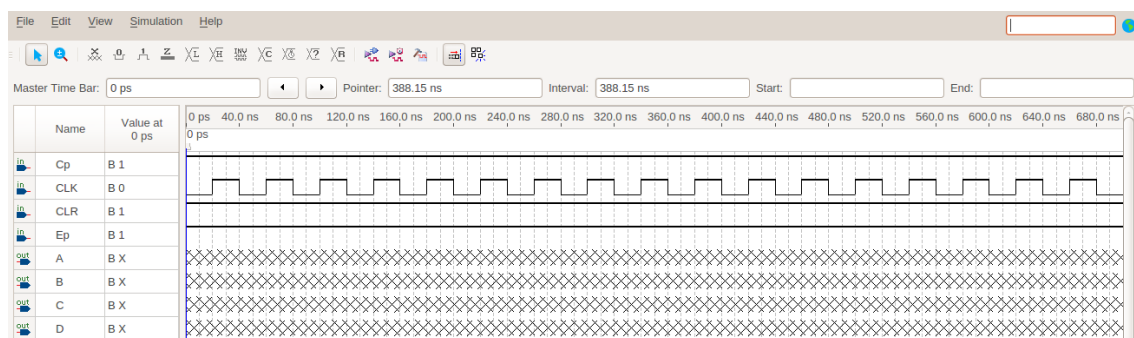 File Edit View Simulation Help
Master Time Bar: 0 ps Pointer: 388.15 ns Interval: 388.15 ns Start: End:
Name Value at 0 ps 0 ps 40.0 ns 80.0 ns 120.0 ns 160.0 ns 200.0 ns 240.0 ns 280.0 ns 320.0 ns 360.0 ns 400.0 ns 440.0 ns 480.0 ns 520.0 ns 560.0 ns 600.0 ns 640.0 ns 680.0 ns
0 ps
in Cp B 1
in CLK B 0
in CLR B 1
in Ep B 1
out A B X
out B B X
out C B X
out D B X